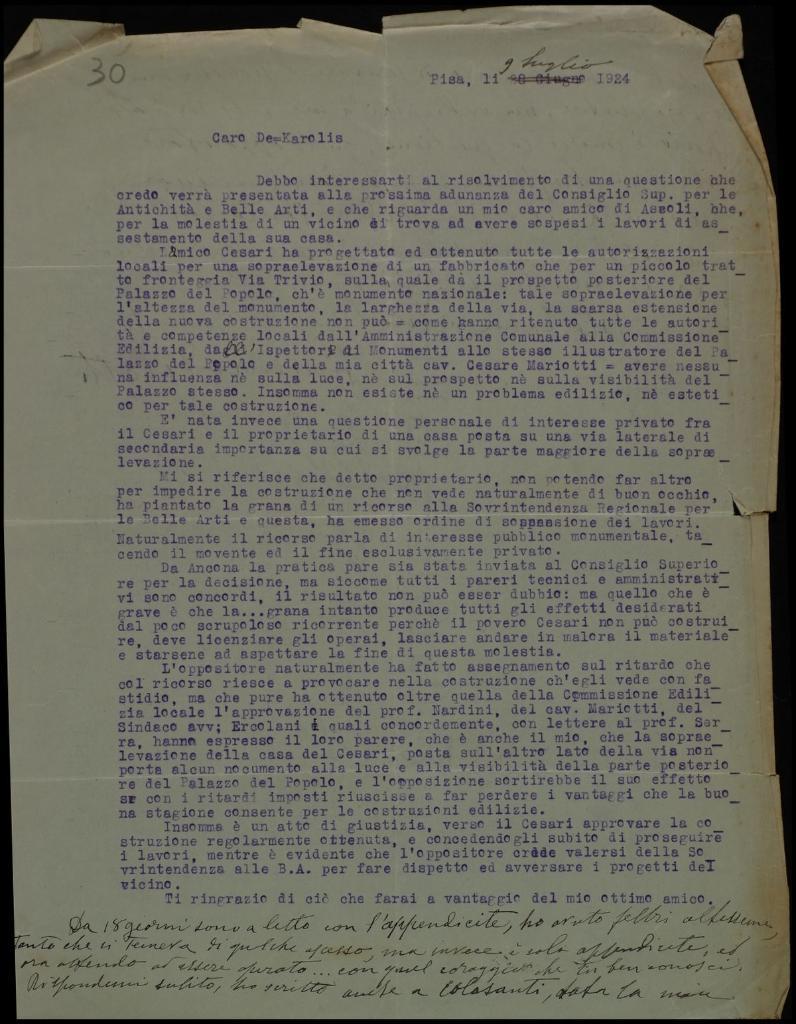 30
9 luglio
Pisa, li 28 Giugno 1924
Caro De=Karolis
Debbo interessarti al risolvimento di una questione che
credo verrà presentata alla prossima adunanza del Consiglio Sup. per le
Antichità e Belle Arti, e che riguarda un mio caro amico di Ascoli, che,
per la molestia di un vicino si trova ad avere sospesi i lavori di as_
sestamento della sua casa.
L'amico Cesari ha progettato ed ottenuto tutte le autorizzazioni
locali per una sopraelevazione di un fabbricato che per un piccolo trat_
to fronteggia Via Trivio, sulla quale dà il prospetto posteriore del
Palazzo del Popolo, ch'è monumento nazionale: tale sopraelevazione per
l'altezza del monumento, la larghezza della via, la scarsa estensione
della nuova costruzione non può = come hanno ritenuto tutte le autori_
tà e competenze locali dall'Amministrazione Comunale alla Commissione
Edilizia, dall'Ispettore di Monumenti allo stesso illustratore del Pa_
lazzo del Popolo e della mia città cav. Cesare Mariotti = avere nessu_
na influenza nè sulla luce, nè sul prospetto nè sulla visibilità del
Palazzo stesso. Insomma non esiste nè un problema edilizio, nè esteti_
co per tale costruzione.
E' nata invece una questione personale di interesse privato fra
il Cesari e il proprietario di una casa posta su una via laterale di
secondaria importanza su cui si svolge la parte maggiore della soprae_
levazione.
Mi si riferisce che detto proprietario, non potendo far altro
per impedire la costruzione che non vede naturalmente di buon occhio,
ha piantato la grana di un ricorso alla Sovrintendenza Regionale per
le Belle Arti e questa, ha emesso ordine di sospensione dei lavori.
Naturalmente il ricorso parla di interesse pubblico monumentale, ta_
cendo il movente ed il fine esclusivamente privato.
Da Ancona la pratica pare sia stata inviata al Consiglio Superio_
re per la decisione, ma siccome tutti i pareri tecnici e amministrati_
vi sono concordi, il risultato non può esser dubbio: ma quello che è
grave è che la...grana intanto produce tutti gli effetti desiderati
dal poco scrupoloso ricorrente perchè il povero Cesari non può costrui_
re, deve licenziare gli operai, lasciare andare in malora il materiale
e starsene ad aspettare la fine di questa molestia.
L'oppositore naturalmente ha fatto assegnamento sul ritardo che
col ricorso riesce a provocare nella costruzione ch'egli vede con fa_
stidio, ma che pure ha ottenuto oltre quella della Commissione Edili_
zia locale l'approvazione del prof. Nardini, del cav. Mariotti, del
Sindaco avv; Ercolani i quali concordemente, con lettere al prof. Ser_
ra, hanno espresso il loro parere, che è anche il mio, che la soprae_
levazione della casa del Cesari, posta sull'altro lato della via non
porta alcun nocumento alla luce e alla visibilità della parte posterio_
re del Palazzo del Popolo, e l'opposizione sortirebbe il suo effetto
se con i ritardi imposti riuscisse a far perdere i vantaggi che la buo_
na stagione consente per le costruzioni edilizie.
Insomma è un atto di giustizia, verso il Cesari approvare la co_
struzione regolarmente ottenuta, e concedendogli subito di proseguire
i lavori, mentre è evidente che l'oppositore crede valersi della So_
vrintendenza alle B.A. per fare dispetto ed avversare i progetti del
vicino.
Ti ringrazio di ciò che farai a vantaggio del mio ottimo amico.
Da 18 giorni sono a letto con l'appendicite, ho avuto febbri altissime,
tanto che si temeva di qualche ascesso, ma invece è solo appendicite, ed
ora attendo ad essere operato... con quel coraggio che tu ben conosci.
Rispondimi subito, ho scritto anche a Colasanti, data la mia